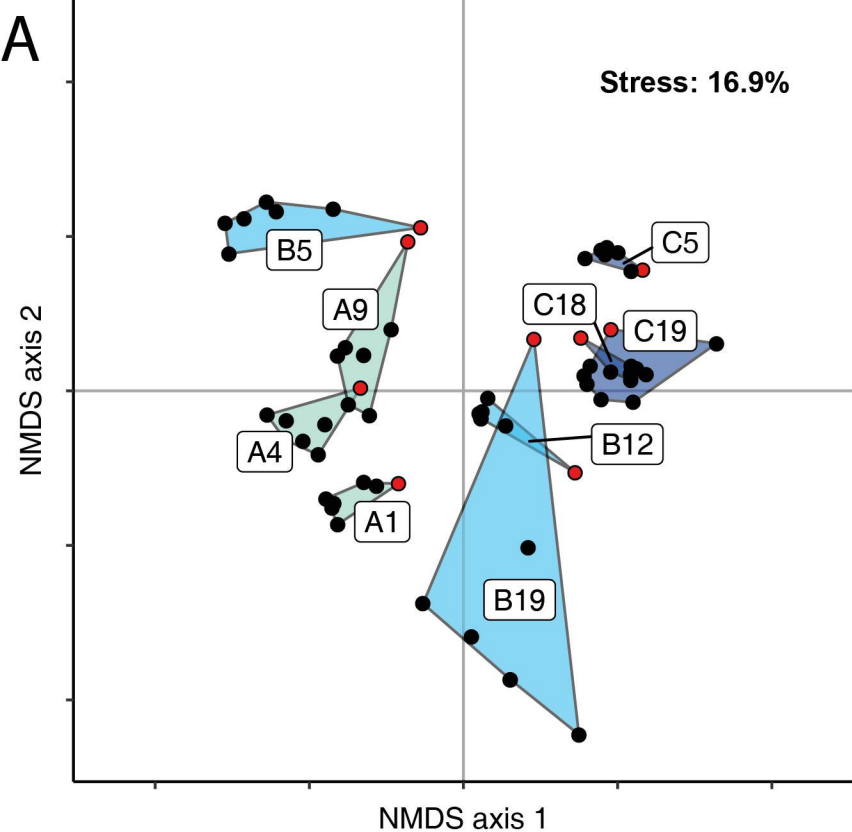 A
Stress: 16.9%
B5
C5
A9
C18
C19
A4
B12
A1
B19
NMDS axis 2
NMDS axis 1